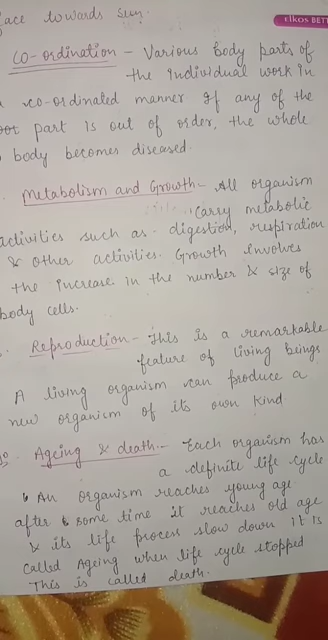 face towards sun.
elkos BETT
Co-ordination - Various body parts of
the individual work in
a co-ordinated manner If any of the
part is out of order, the whole
body becomes diseased.
Metabolism and Growth - All organism
carry metabolic
activities such as digestion, respiration
& other activities. Growth involves
the increase in the number & size of
body cells.
Reproduction - This is a remarkable
feature of living beings
A living organism can produce a
new organism of its own kind
Ageing & death - Each organism has
a definite life cycle
An organism reaches young age.
after some time it reaches old age
& its life process slow down It is
called Ageing when life cycle stopped
This is called death.